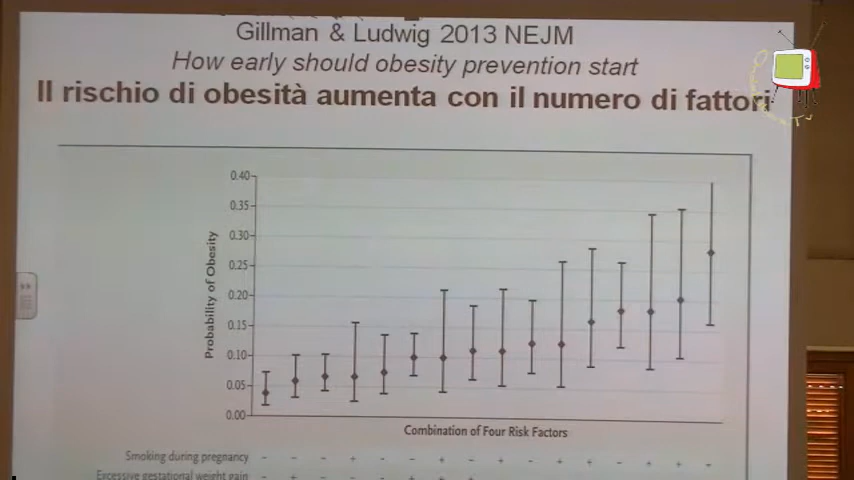 Gillman & Ludwig 2013 NEJM
How early should obesity prevention start
Il rischio di obesità aumenta con il numero di fattori
0.40
0.35
0.30
0.25
0.20
0.15
0.10
0.05
0.00
Probability of Obesity
Combination of Four Risk Factors
Smoking during pregnancy
Excessive gestational weight gain